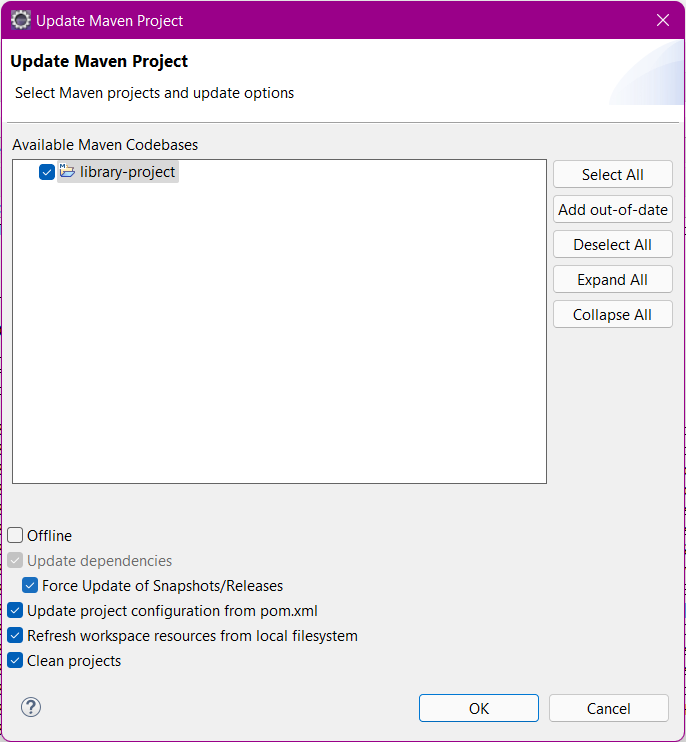 Update Maven Project
Update Maven Project
Select Maven projects and update options
Available Maven Codebases
library-project
Select All
Add out-of-date
Deselect All
Expand All
Collapse All
Offline
Update dependencies
Force Update of Snapshots/Releases
Update project configuration from pom.xml
Refresh workspace resources from local filesystem
Clean projects
OK
Cancel